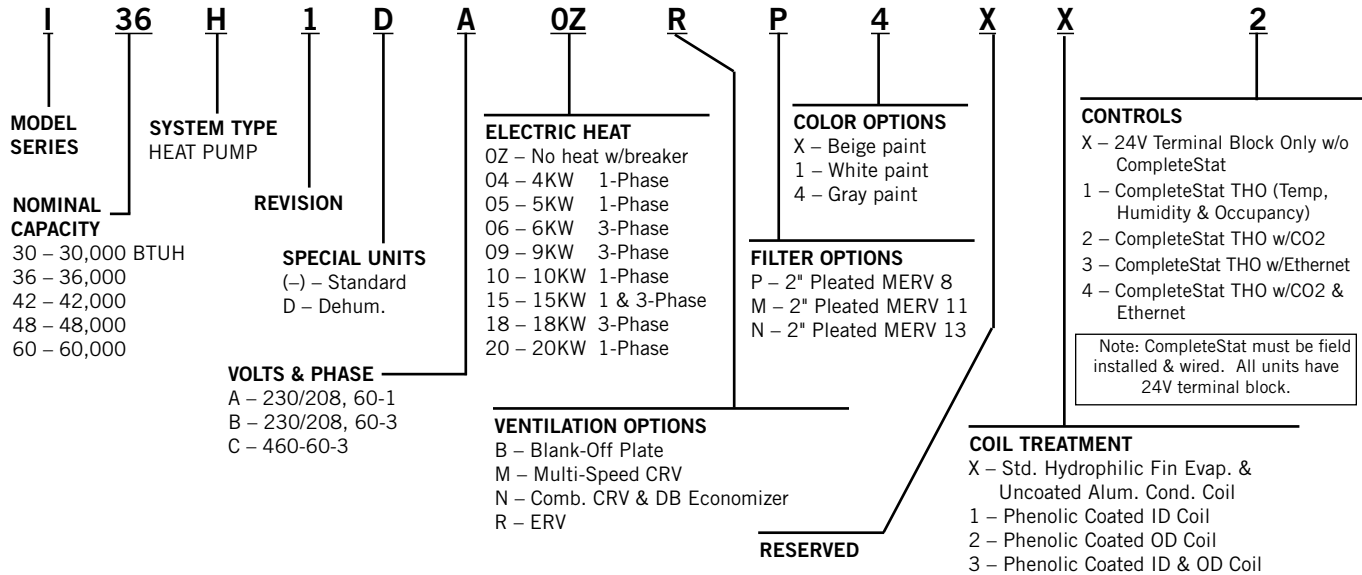 I 36 H 1 D A 0Z R P 4 X X 2
MODEL
SERIES
SYSTEM TYPE
HEAT PUMP
NOMINAL
CAPACITY
30 – 30,000 BTUH
36 – 36,000
42 – 42,000
48 – 48,000
60 – 60,000
REVISION
SPECIAL UNITS
(–) – Standard
D – Dehum.
VOLTS & PHASE
A – 230/208, 60-1
B – 230/208, 60-3
C – 460-60-3
ELECTRIC HEAT
0Z – No heat w/breaker
04 – 4KW 1-Phase
05 – 5KW 1-Phase
06 – 6KW 3-Phase
09 – 9KW 3-Phase
10 – 10KW 1-Phase
15 – 15KW 1 & 3-Phase
18 – 18KW 3-Phase
20 – 20KW 1-Phase
VENTILATION OPTIONS
B – Blank-Off Plate
M – Multi-Speed CRV
N – Comb. CRV & DB Economizer
R – ERV
COLOR OPTIONS
X – Beige paint
1 – White paint
4 – Gray paint
FILTER OPTIONS
P – 2" Pleated MERV 8
M – 2" Pleated MERV 11
N – 2" Pleated MERV 13
RESERVED
CONTROLS
X – 24V Terminal Block Only w/o
CompleteStat
1 – CompleteStat THO (Temp,
Humidity & Occupancy)
2 – CompleteStat THO w/CO2
3 – CompleteStat THO w/Ethernet
4 – CompleteStat THO w/CO2 &
Ethernet
Note: CompleteStat must be field
installed & wired. All units have
24V terminal block.
COIL TREATMENT
X – Std. Hydrophilic Fin Evap. &
Uncoated Alum. Cond. Coil
1 – Phenolic Coated ID Coil
2 – Phenolic Coated OD Coil
3 – Phenolic Coated ID & OD Coil